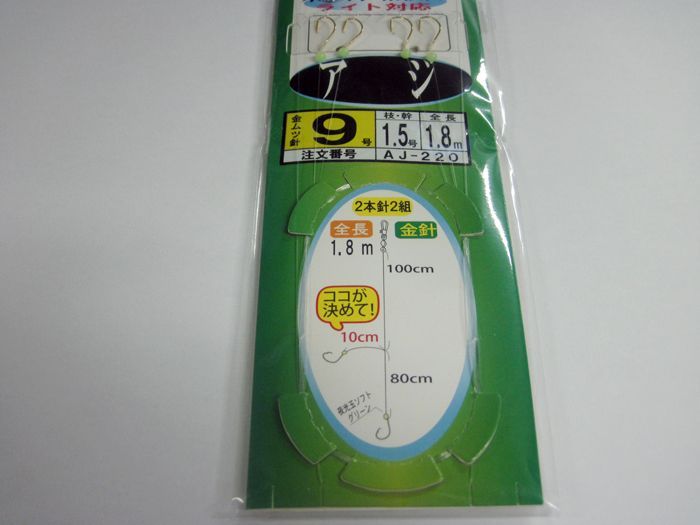 ライト対応
アジ
金ムツ針 9号 枝・幹 1.5号 全長 1.8m
注文番号 AJ-220
2本針2組
全長 金針
1.8m
100cm
ココが
決めて!
10cm
80cm
夜光玉ソフト
グリーン